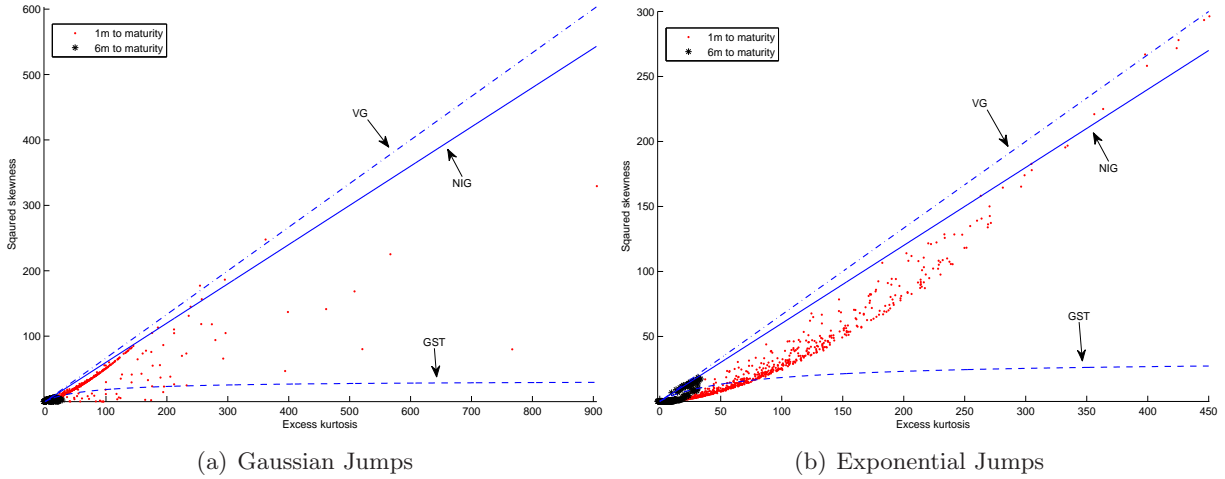 600
500
400
300
200
100
0
0 100 200 300 400 500 600 700 800 900
Sqaured skewness
Excess kurtosis
1m to maturity
6m to maturity
VG
NIG
GST
(a) Gaussian Jumps
300
250
200
150
100
50
0
0 50 100 150 200 250 300 350 400 450
Sqaured skewness
Excess kurtosis
1m to maturity
6m to maturity
VG
NIG
GST
(b) Exponential Jumps